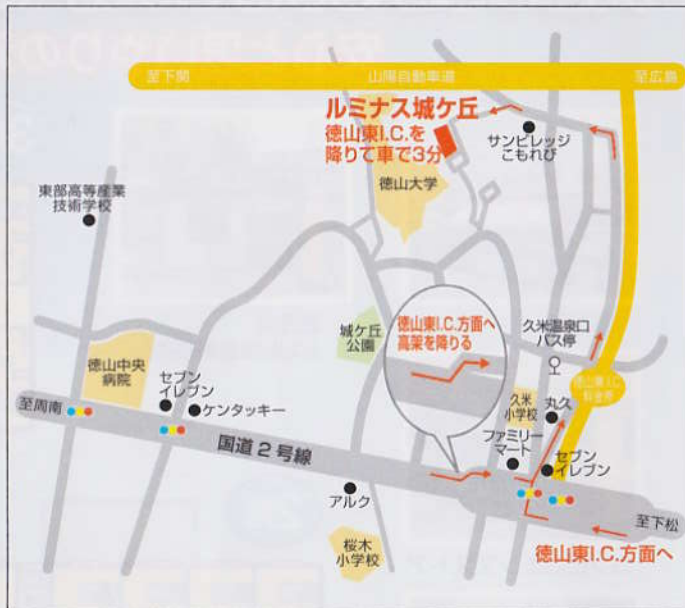 至下関
山陽自動車道
至広島
ルミナス城ケ丘
徳山東I.C.を
降りて車で3分
サンビレッジ
こもれび
徳山大学
東部高等産業
技術学校
城ケ丘
公園
徳山東I.C.方面へ
高架を降りる
久米温泉口
バス停
徳山東I.C.
料金所
徳山中央
病院
セブン
イレブン
ケンタッキー
久米
小学校
丸久
至周南
国道2号線
ファミリー
マート
セブン
イレブン
アルク
至下松
桜木
小学校
徳山東I.C.方面へ